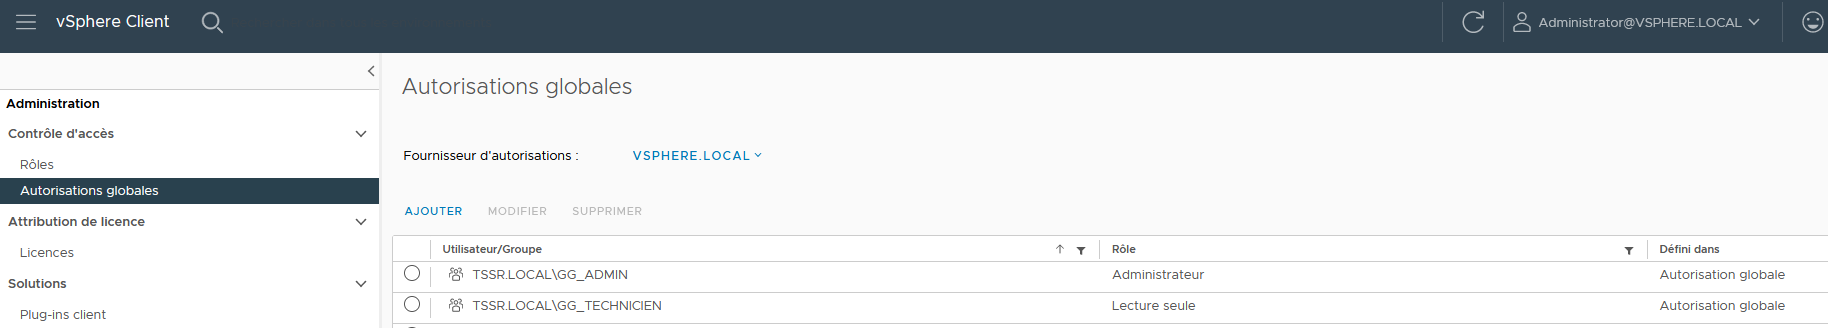 vSphere Client
Administrator@VSPHERE.LOCAL
Administration
Contrôle d'accès
Rôles
Autorisations globales
Attribution de licence
Licences
Solutions
Plug-ins client
Autorisations globales
Fournisseur d'autorisations : VSPHERE.LOCAL
AJOUTER MODIFIER SUPPRIMER
Utilisateur/Groupe Rôle Défini dans
TSSR.LOCAL\GG_ADMIN Administrateur Autorisation globale
TSSR.LOCAL\GG_TECHNICIEN Lecture seule Autorisation globale